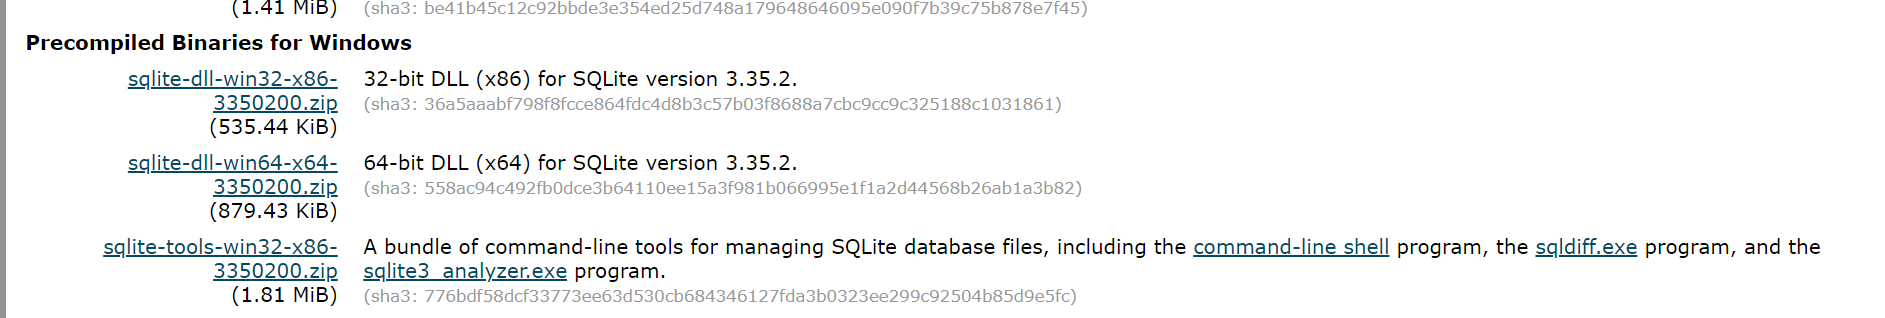 (1.41 MiB) (sha3: be41b45c12c92bbde3e354ed25d748a179648646095e090f7b39c75b878e7f45)
Precompiled Binaries for Windows
sqlite-dll-win32-x86- 32-bit DLL (x86) for SQLite version 3.35.2.
3350200.zip (sha3: 36a5aaabf798f8fcce864fdc4d8b3c57b03f8688a7cbc9cc9c325188c1031861)
(535.44 KiB)
sqlite-dll-win64-x64- 64-bit DLL (x64) for SQLite version 3.35.2.
3350200.zip (sha3: 558ac94c492fb0dce3b64110ee15a3f981b066995e1f1a2d44568b26ab1a3b82)
(879.43 KiB)
sqlite-tools-win32-x86- A bundle of command-line tools for managing SQLite database files, including the command-line shell program, the sqldiff.exe program, and the
3350200.zip sqlite3_analyzer.exe program.
(1.81 MiB) (sha3: 776bdf58dcf33773ee63d530cb684346127fda3b0323ee299c92504b85d9e5fc)